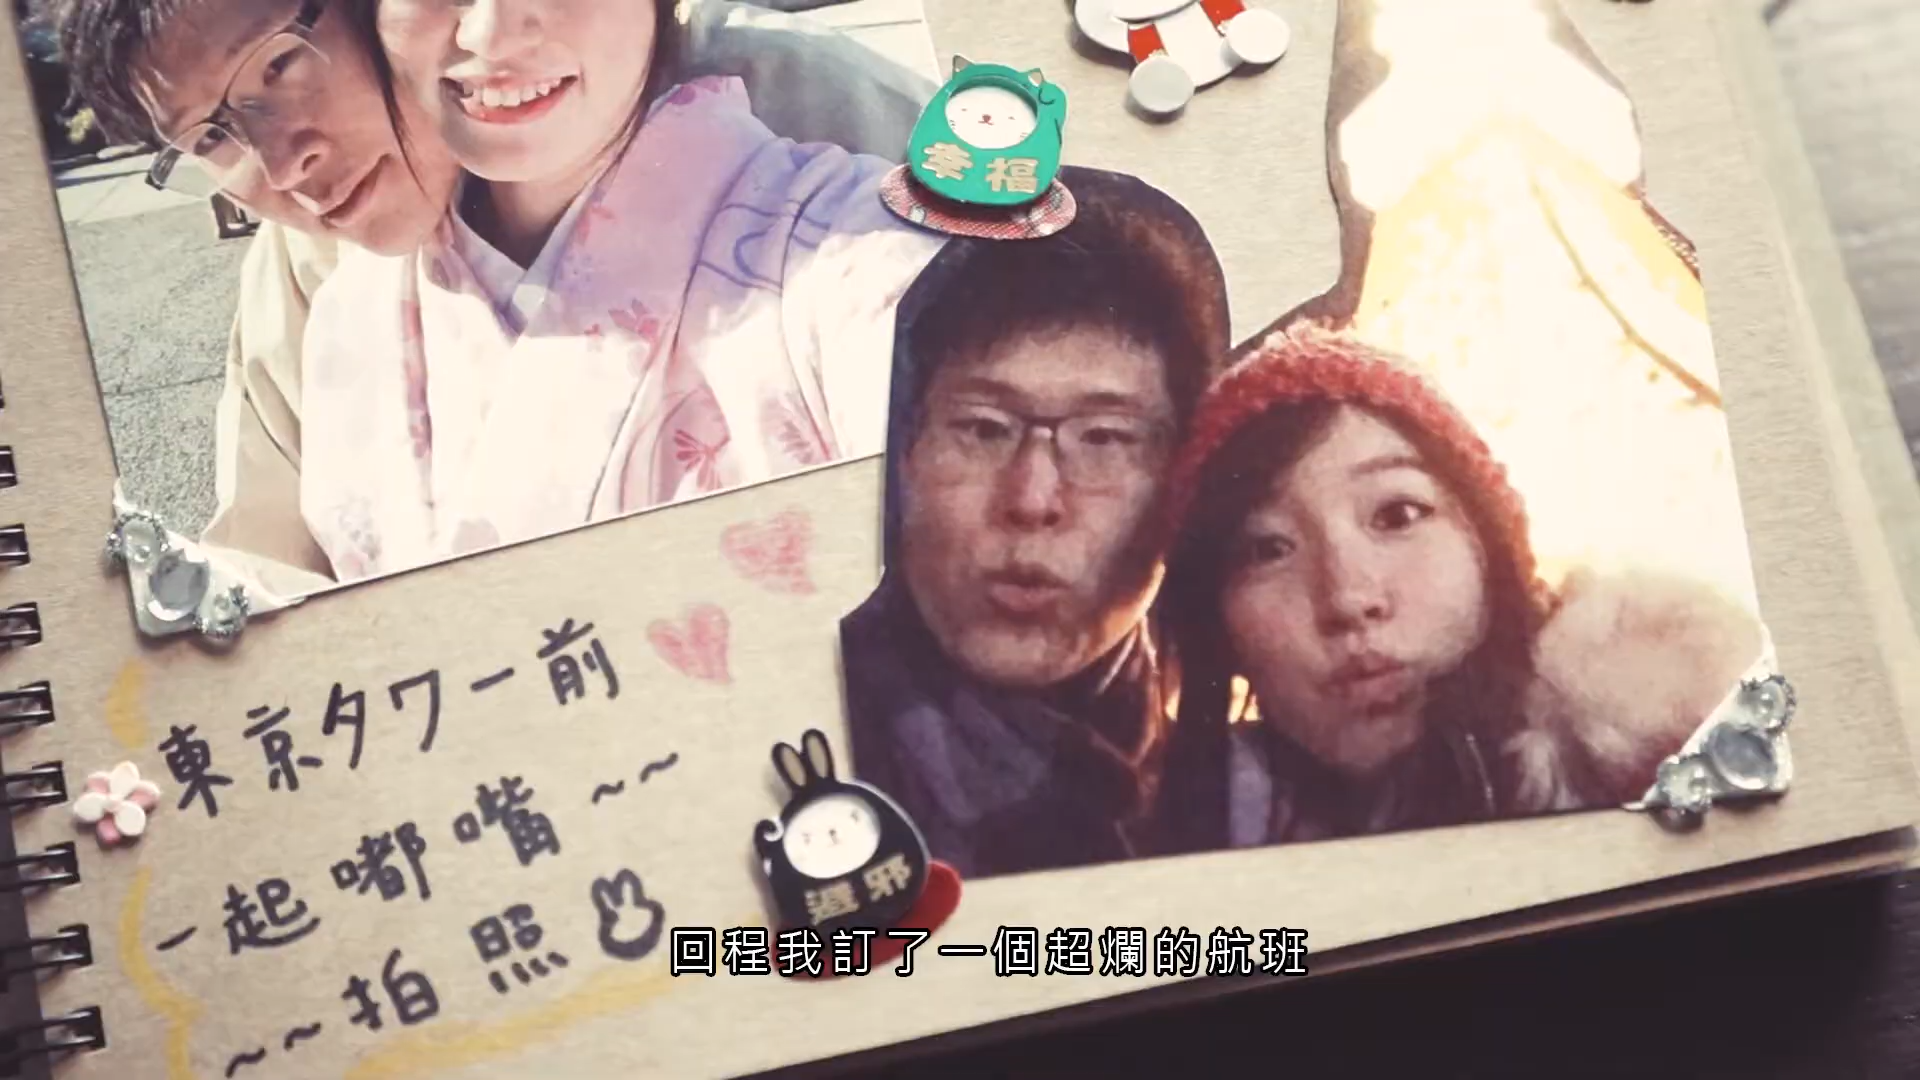 幸福
東京タワー前
一起嘟嘴~~
~~拍照
避邪
回程我訂了一個超爛的航班